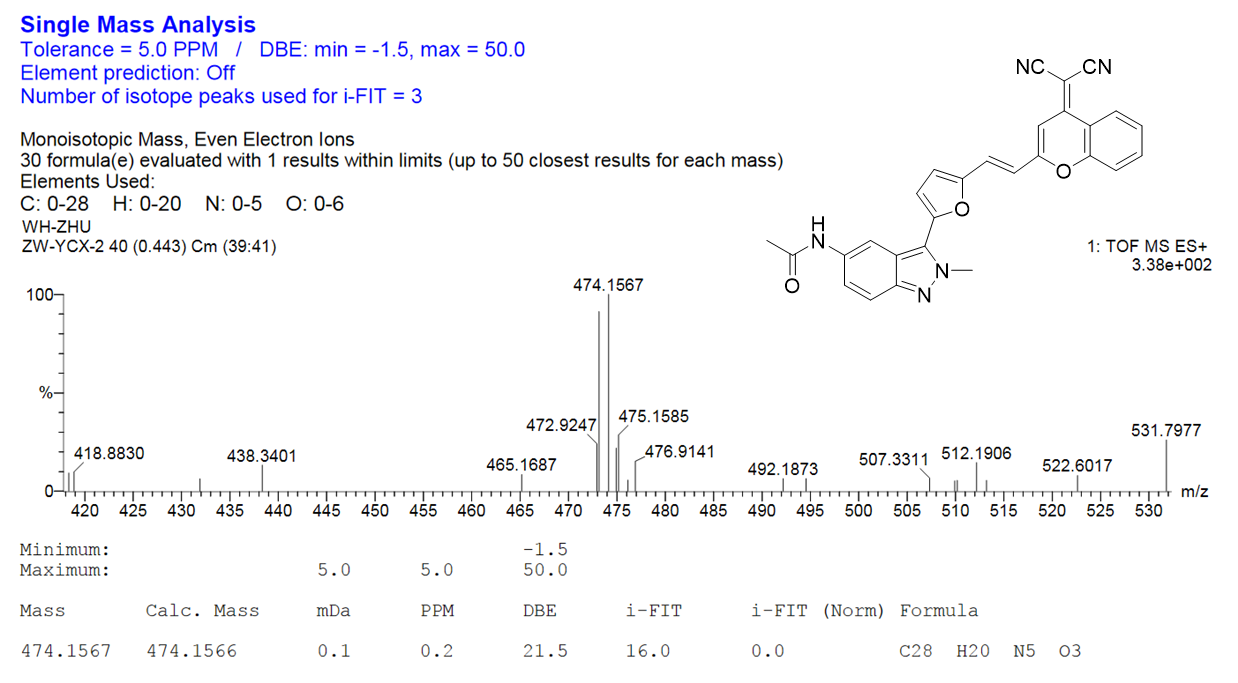 Single Mass Analysis
Tolerance = 5.0 PPM / DBE: min = -1.5, max = 50.0
Element prediction: Off
Number of isotope peaks used for i-FIT = 3
Monoisotopic Mass, Even Electron Ions
30 formula(e) evaluated with 1 results within limits (up to 50 closest results for each mass)
Elements Used:
C: 0-28 H: 0-20 N: 0-5 O: 0-6
WH-ZHU
ZW-YCX-2 40 (0.443) Cm (39:41)
NC CN
O
O
H
N
O
N
N
1: TOF MS ES+
3.38e+002
100
%
0
418.8830
438.3401
465.1687
472.9247
474.1567
475.1585
476.9141
492.1873
507.3311
512.1906
522.6017
531.7977
m/z
420 425 430 435 440 445 450 455 460 465 470 475 480 485 490 495 500 505 510 515 520 525 530
Minimum: -1.5
Maximum: 5.0 5.0 50.0
Mass Calc. Mass mDa PPM DBE i-FIT i-FIT (Norm) Formula
474.1567 474.1566 0.1 0.2 21.5 16.0 0.0 C28 H20 N5 O3